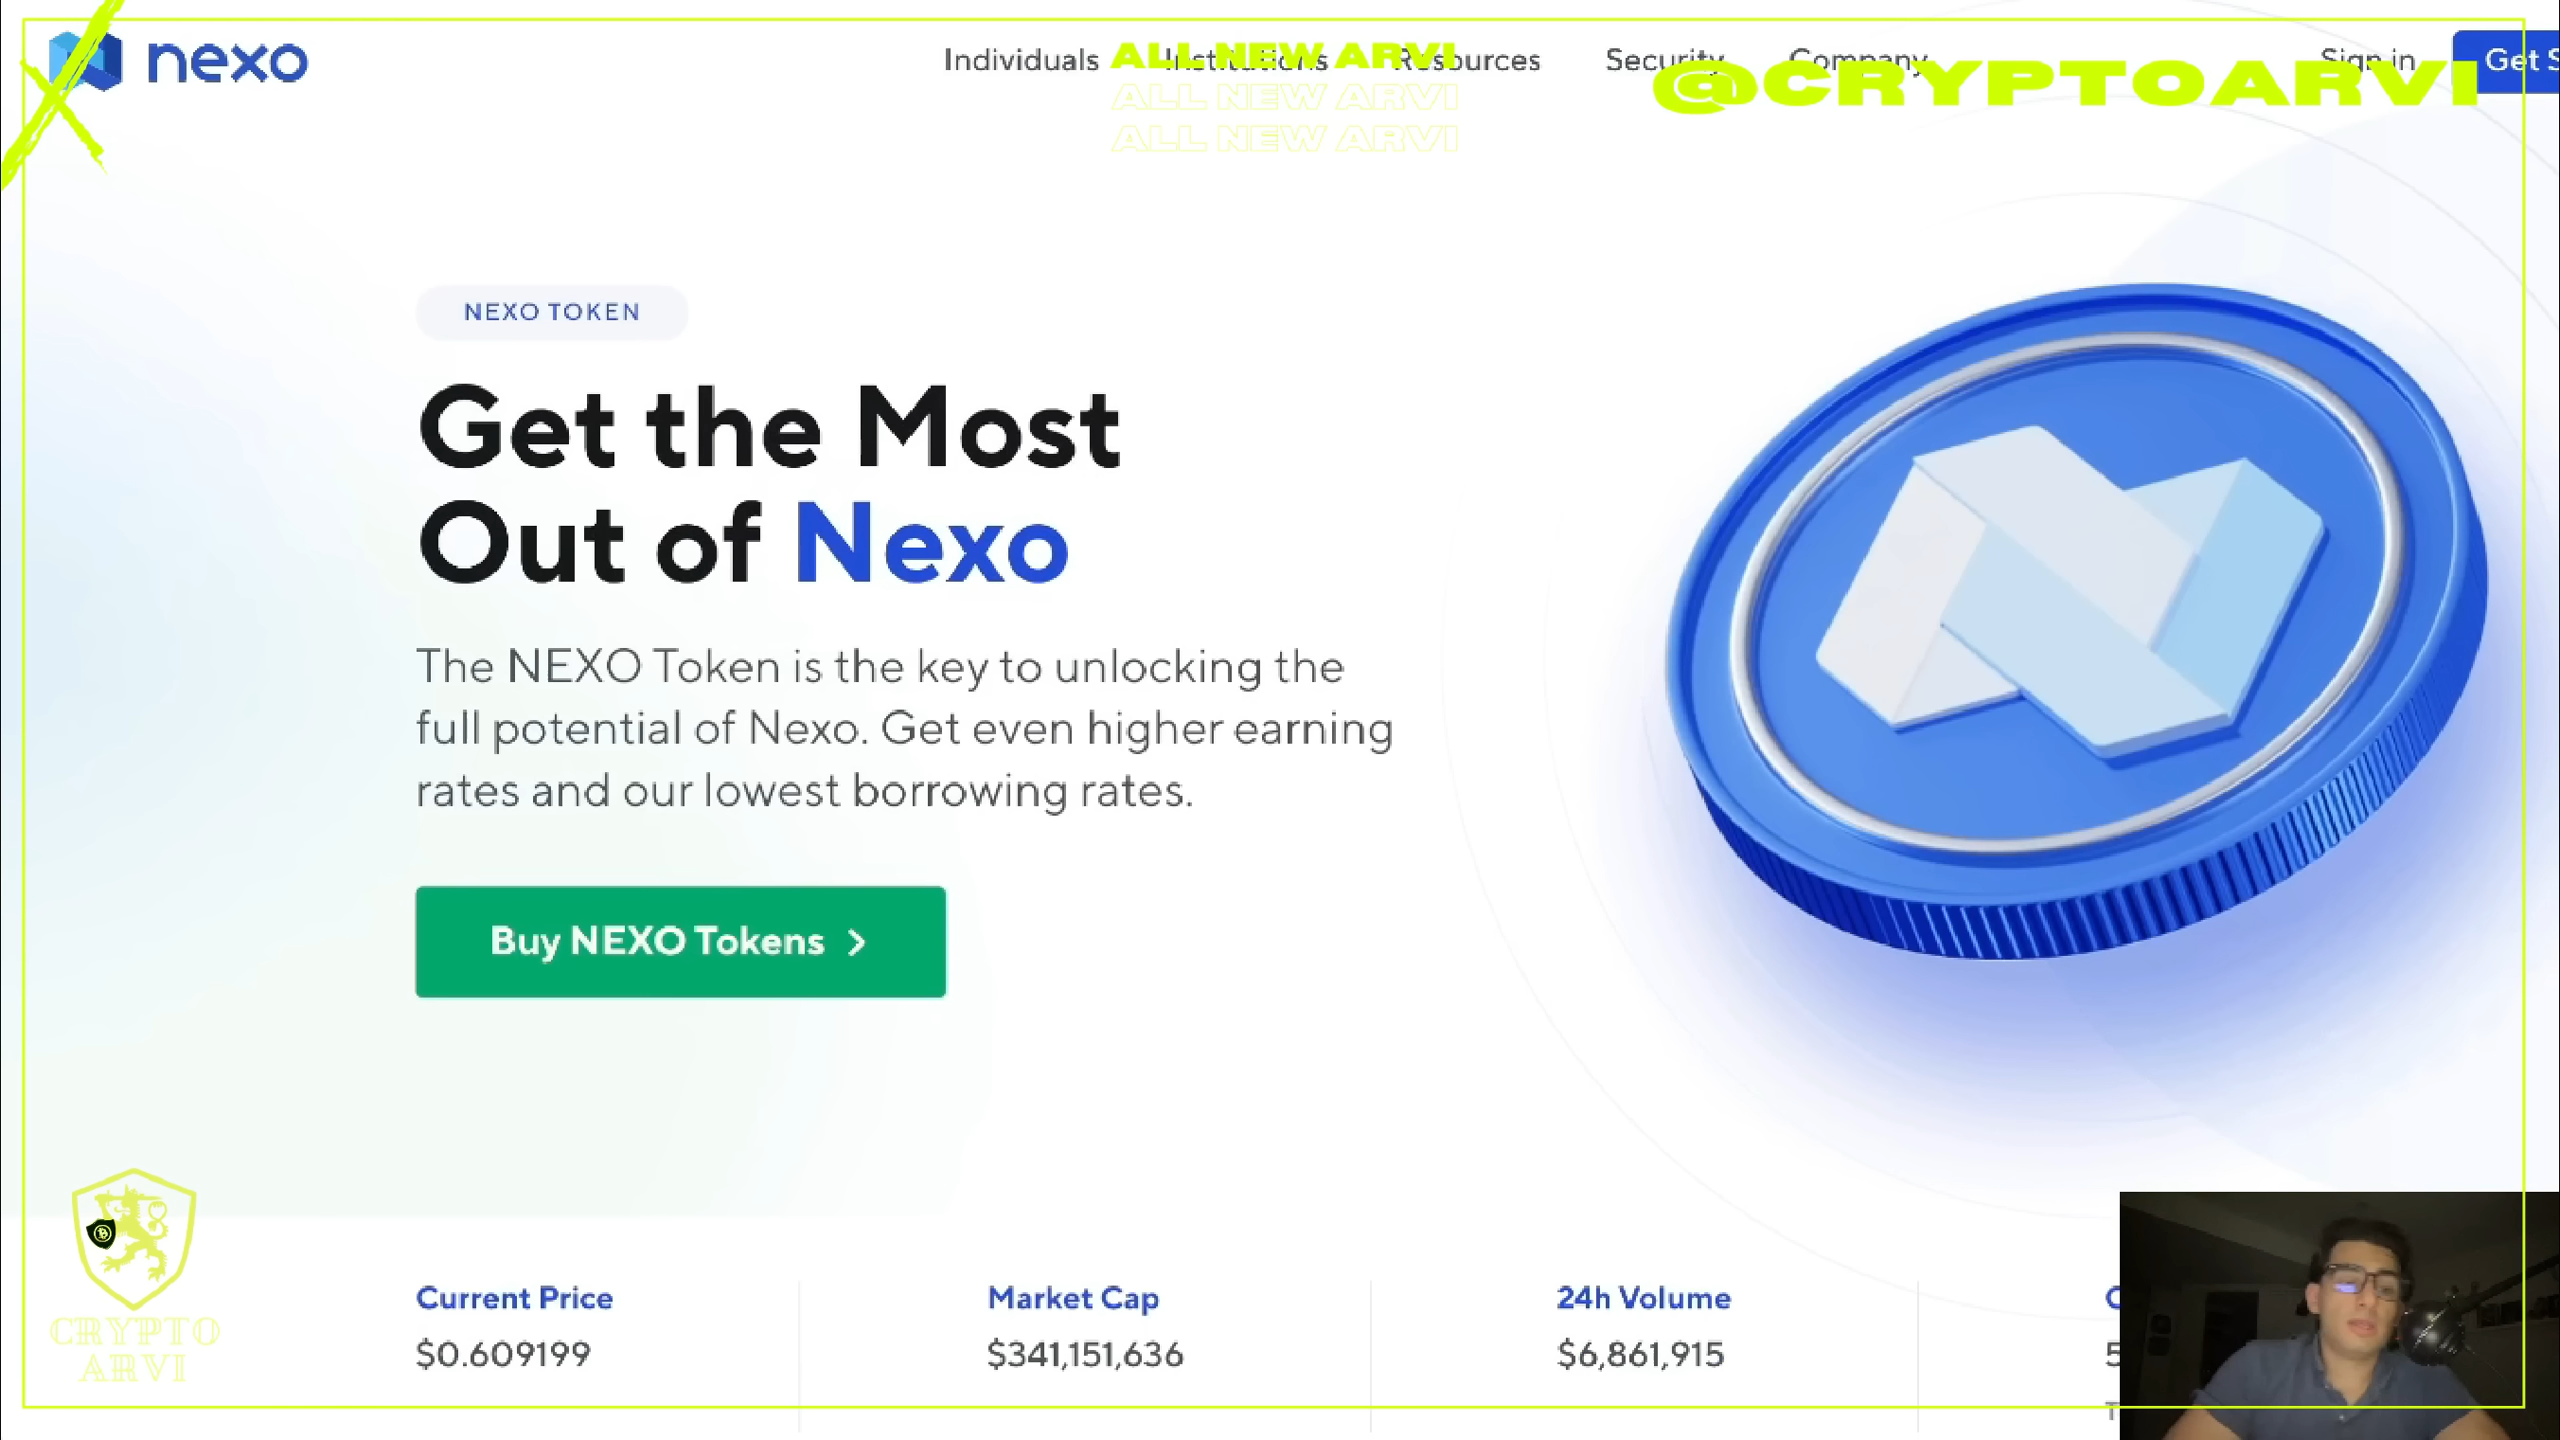 nexo
Individuals
Institutions
Resources
Security
Company
Sign in
Get S
ALL NEW ARVI
ALL NEW ARVI
ALL NEW ARVI
@CRYPTOARVI
NEXO TOKEN
Get the Most
Out of Nexo
The NEXO Token is the key to unlocking the
full potential of Nexo. Get even higher earning
rates and our lowest borrowing rates.
Buy NEXO Tokens
CRYPTO
ARVI
Current Price
$0.609199
Market Cap
$341,151,636
24h Volume
$6,861,915